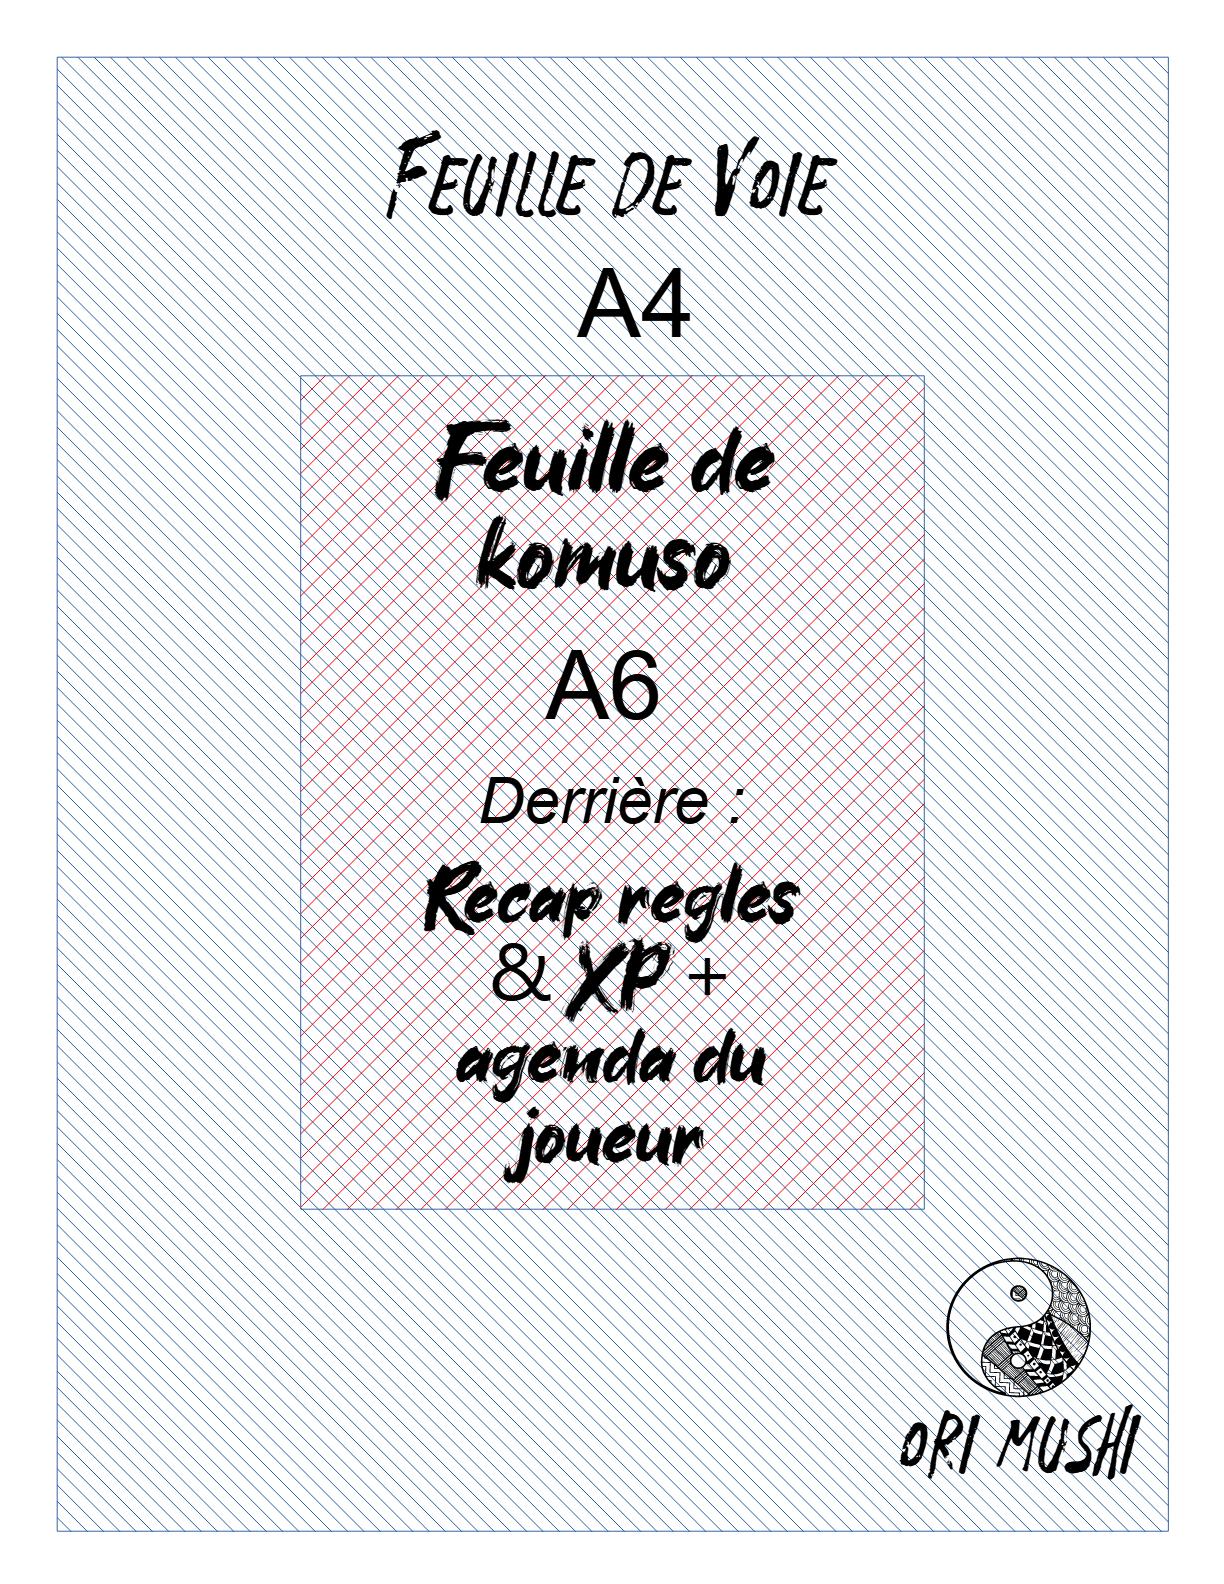 Feuille de Voie
A4
Feuille de
komuso
A6
Derrière :
Recap regles
& XP +
agenda du
joueur
ORI MUSHI